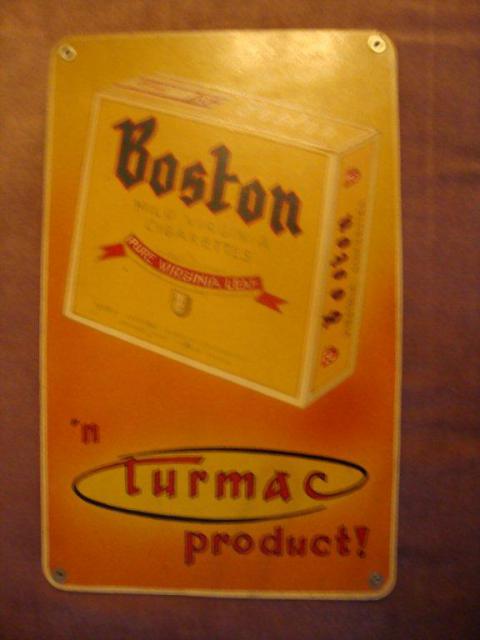 Boston
MILD VIRGINIA
CIGARETTES
PURE VIRGINIA LEAF
Boston
'n
Turmac
product!